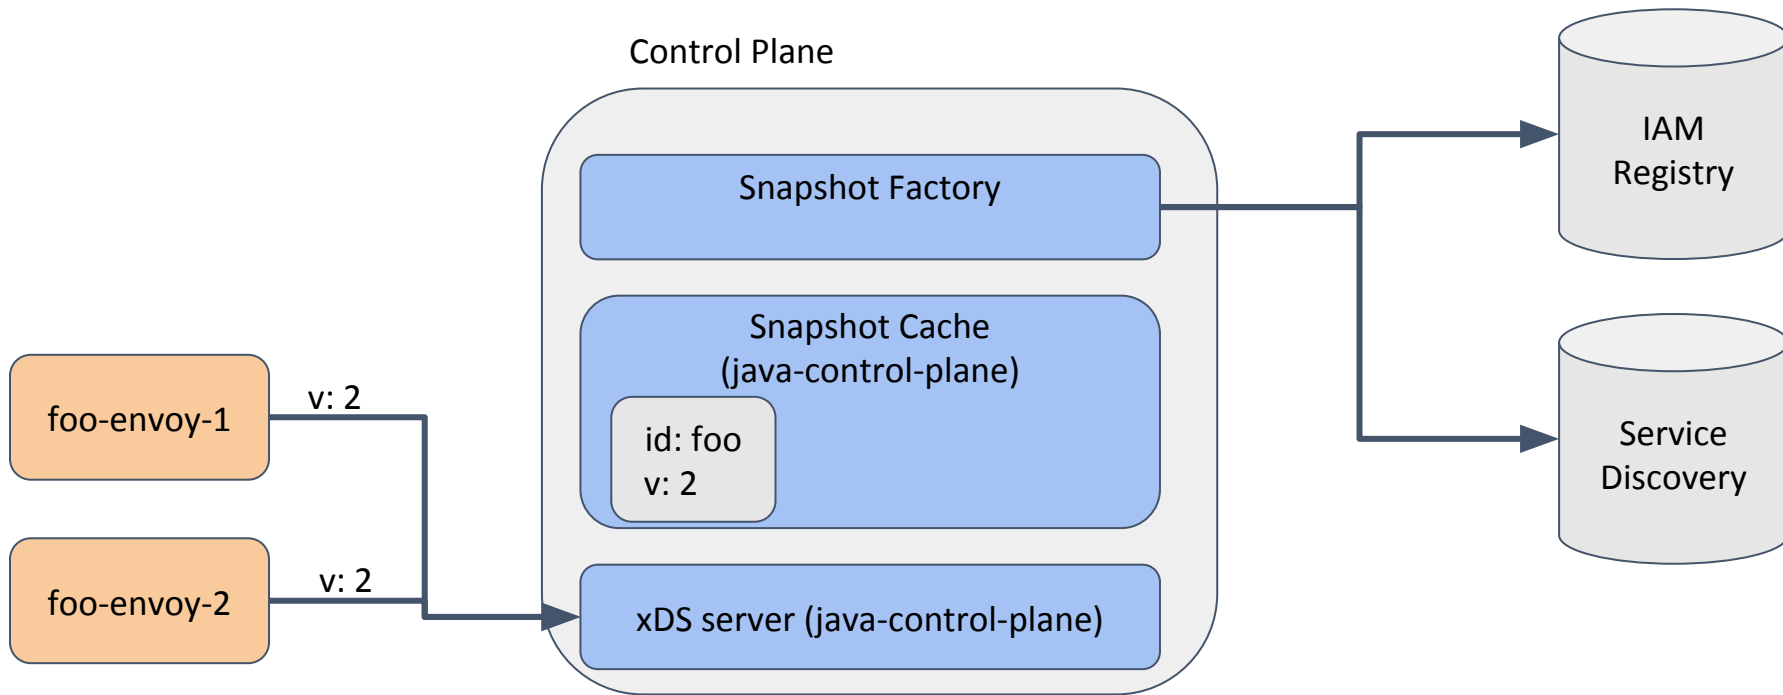 Control Plane
Snapshot Factory
Snapshot Cache
(java-control-plane)
id: foo
v: 2
xDS server (java-control-plane)
foo-envoy-1
v: 2
foo-envoy-2
v: 2
IAM
Registry
Service
Discovery